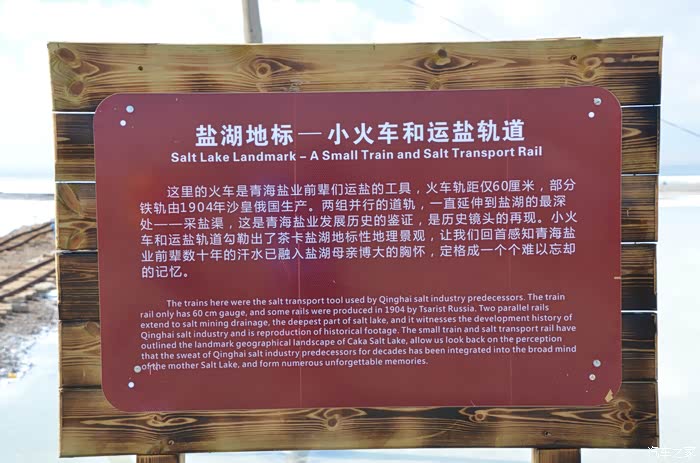 盐湖地标—小火车和运盐轨道
Salt Lake Landmark – A Small Train and Salt Transport Rail
这里的火车是青海盐业前辈们运盐的工具，火车轨距仅60厘米，部分
铁轨由1904年沙皇俄国生产。两组并行的道轨，一直延伸到盐湖的最深
处——采盐渠，这是青海盐业发展历史的鉴证，是历史镜头的再现。小火
车和运盐轨道勾勒出了茶卡盐湖地标性地理景观，让我们回首感知青海盐
业前辈数十年的汗水已融入盐湖母亲博大的胸怀，定格成一个个难以忘却
的记忆。
The trains here were the salt transport tool used by Qinghai salt industry predecessors. The train
rail only has 60 cm gauge, and some rails were produced in 1904 by Tsarist Russia. Two parallel rails
extend to salt mining drainage, the deepest part of salt lake, and it witnesses the development history of
Qinghai salt industry and is reproduction of historical footage. The small train and salt transport rail have
outlined the landmark geographical landscape of Caka Salt Lake, allow us look back on the perception
that the sweat of Qinghai salt industry predecessors for decades has been integrated into the broad mind
of the mother Salt Lake, and form numerous unforgettable memories.
汽车之家